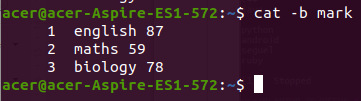 acer@acer-Aspire-ES1-572:~$ cat -b mark
1 english 87
2 maths 59
3 biology 78
acer@acer-Aspire-ES1-572:~$